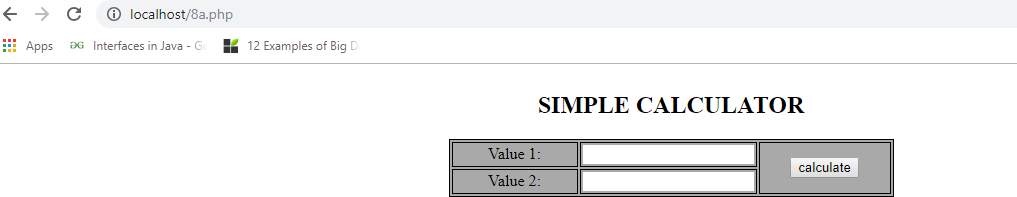 localhost/8a.php
Apps Interfaces in Java - G 12 Examples of Big D
SIMPLE CALCULATOR
Value 1:
calculate
Value 2: